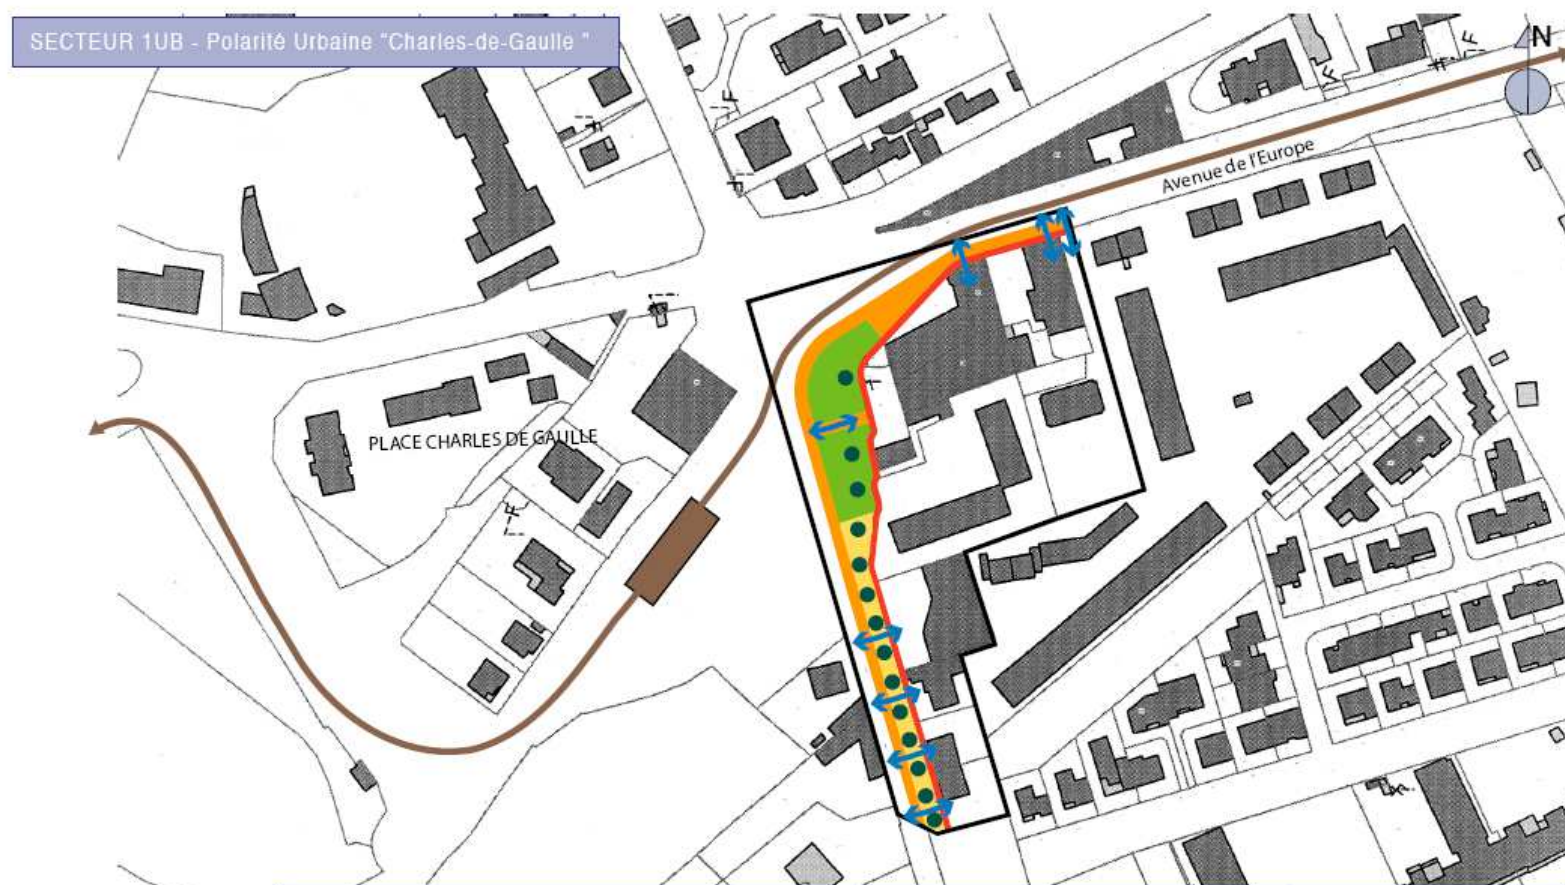 SECTEUR 1UB - Polarité Urbaine "Charles-de-Gaulle "
N
Avenue de l'Europe
PLACE CHARLES DE GAULLE